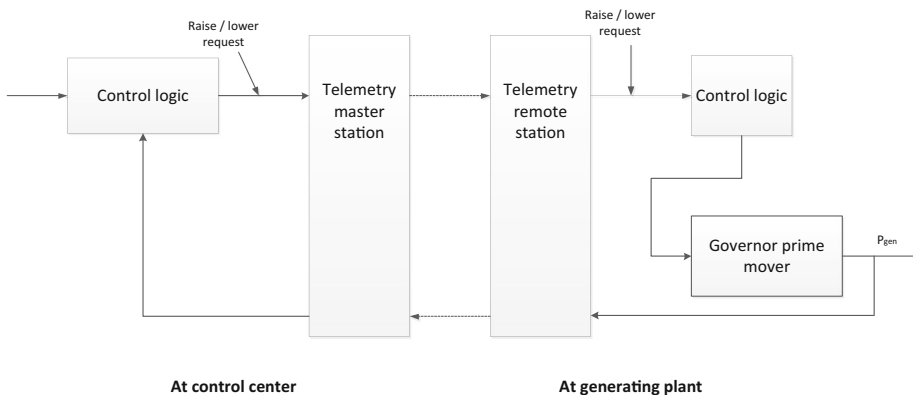 Raise / lower
request
Raise / lower
request
Control logic
Telemetry
master
station
Telemetry
remote
station
Control logic
Governor prime
mover
Pgen
At control center
At generating plant